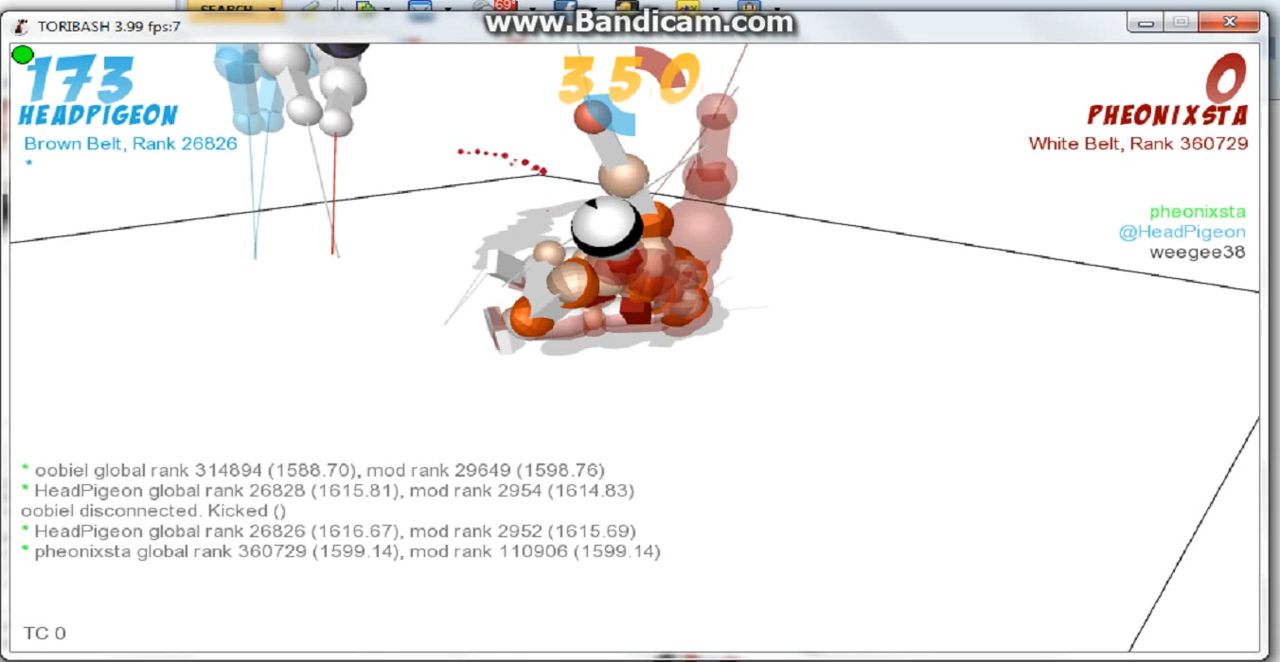 SEARCH
69
www.Bandicam.com
TORIBASH 3.99 fps:7
173
HEADPIGEON
Brown Belt, Rank 26826
*
350
0
PHEONIXSTA
White Belt, Rank 360729
pheonixsta
@HeadPigeon
weegee38
* oobiel global rank 314894 (1588.70), mod rank 29649 (1598.76)
* HeadPigeon global rank 26828 (1615.81), mod rank 2954 (1614.83)
oobiel disconnected. Kicked ()
* HeadPigeon global rank 26826 (1616.67), mod rank 2952 (1615.69)
* pheonixsta global rank 360729 (1599.14), mod rank 110906 (1599.14)
TC 0